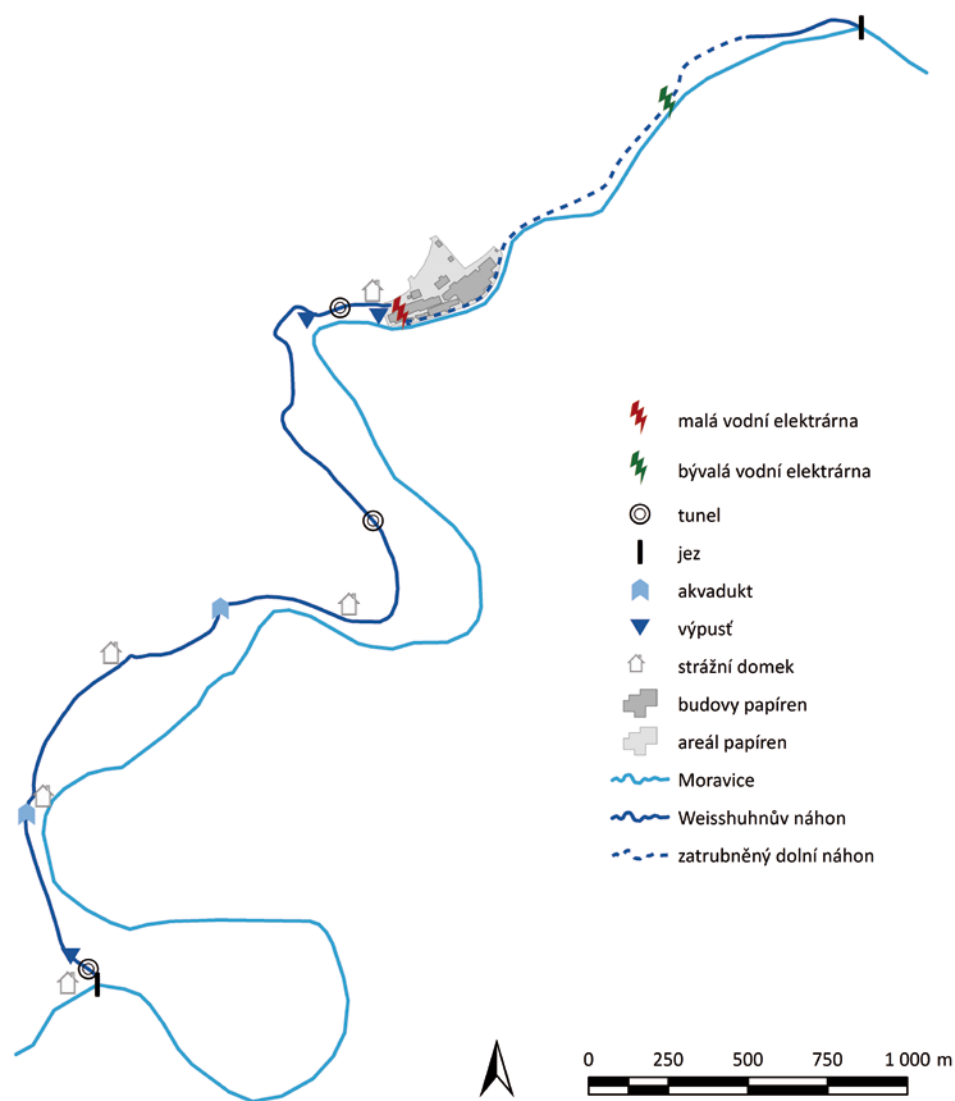 malá vodní elektrárna
bývalá vodní elektrárna
tunel
jez
akvadukt
výpusť
strážní domek
budovy papíren
areál papíren
Moravice
Weisshuhnův náhon
zatrubněný dolní náhon
0 250 500 750 1 000 m